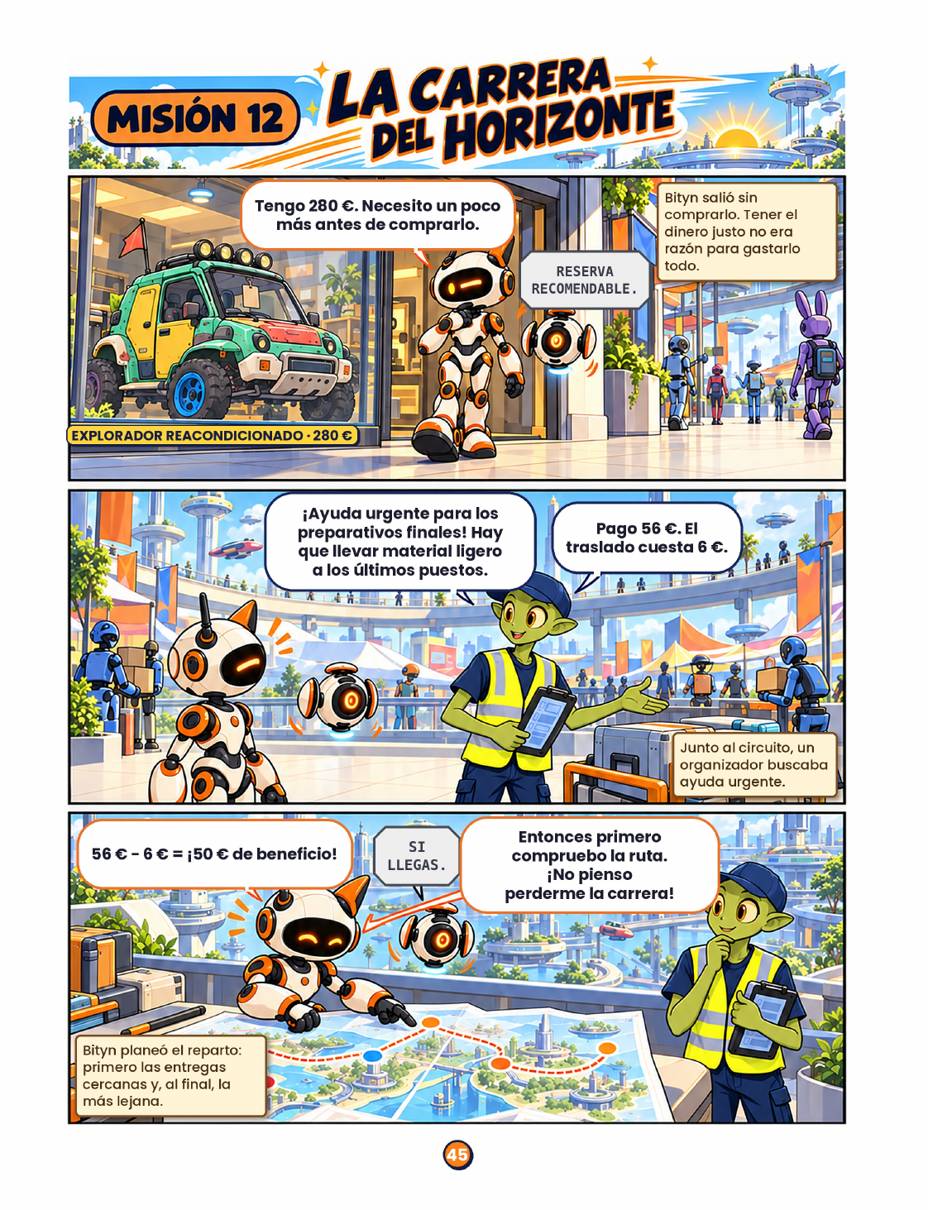 MISIÓN 12
LA CARRERA
DEL HORIZONTE
Tengo 280 €. Necesito un poco
más antes de comprarlo.
RESERVA
RECOMENDABLE.
Bityn salió sin
comprarlo. Tener el
dinero justo no era
razón para gastarlo
todo.
EXPLORADOR REACONDICIONADO · 280 €
¡Ayuda urgente para los
preparativos finales! Hay
que llevar material ligero
a los últimos puestos.
Pago 56 €. El
traslado cuesta 6 €.
Junto al circuito, un
organizador buscaba
ayuda urgente.
56 € - 6 € = ¡50 € de beneficio!
SI
LLEGAS.
Entonces primero
compruebo la ruta.
¡No pienso
perderme la carrera!
Bityn planeó el reparto:
primero las entregas
cercanas y, al final, la
más lejana.
45